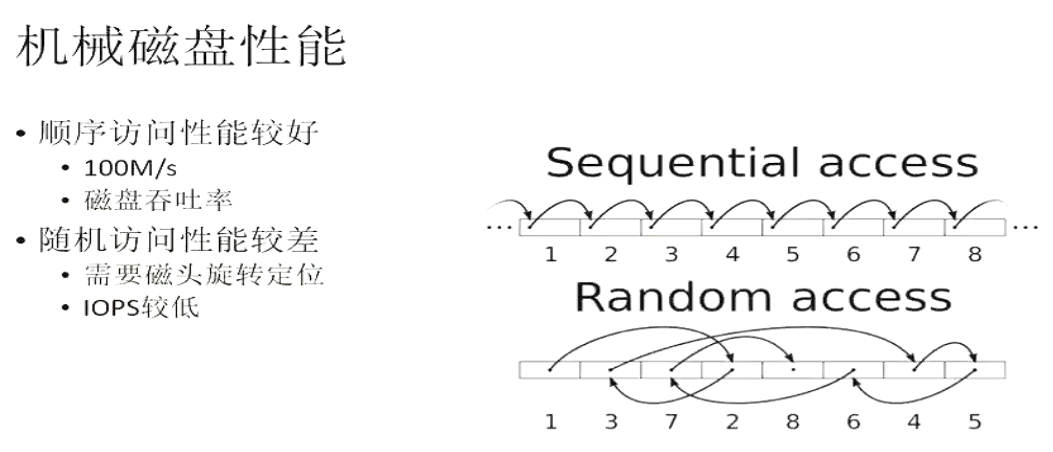 机械磁盘性能
• 顺序访问性能较好
• 100M/s
• 磁盘吞吐率
• 随机访问性能较差
• 需要磁头旋转定位
• IOPS较低
Sequential access
... ...
1 2 3 4 5 6 7 8
Random access
1 3 7 2 8 6 4 5